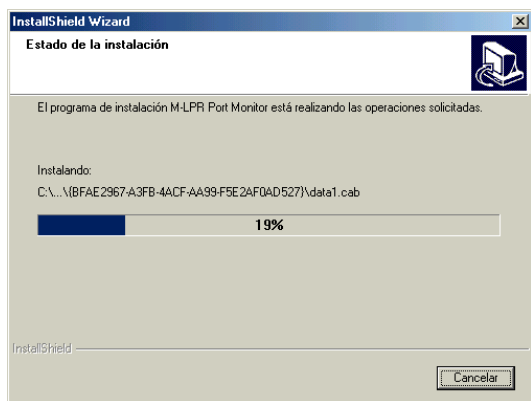 InstallShield Wizard
Estado de la instalación
El programa de instalación M-LPR Port Monitor está realizando las operaciones solicitadas.
Instalando:
C:\...\{BFAE2967-A3FB-4ACF-AA99-F5E2AF0AD527}\data1.cab
19%
InstallShield
Cancelar